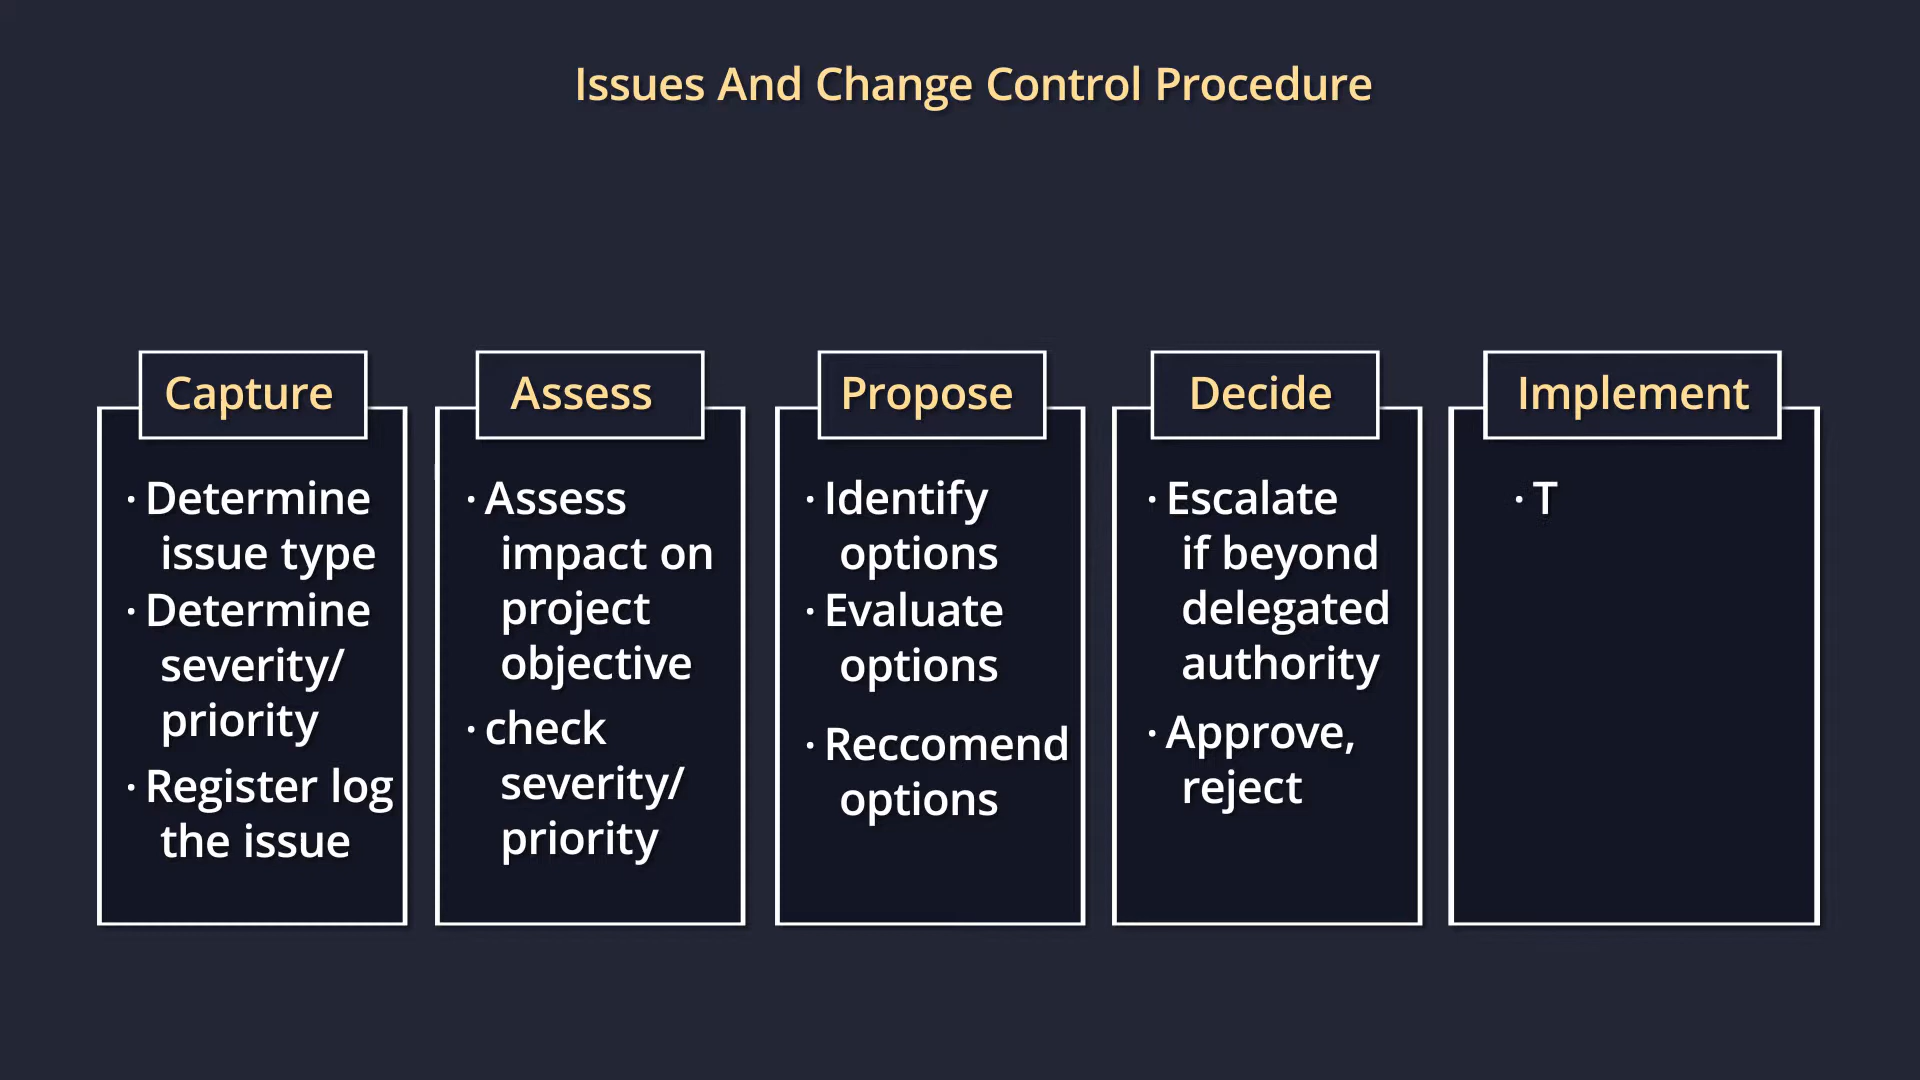 Issues And Change Control Procedure
Capture
· Determine
issue type
· Determine
severity/
priority
· Register log
the issue
Assess
· Assess
impact on
project
objective
· check
severity/
priority
Propose
· Identify
options
· Evaluate
options
· Reccomend
options
Decide
· Escalate
if beyond
delegated
authority
· Approve,
reject
Implement
· T